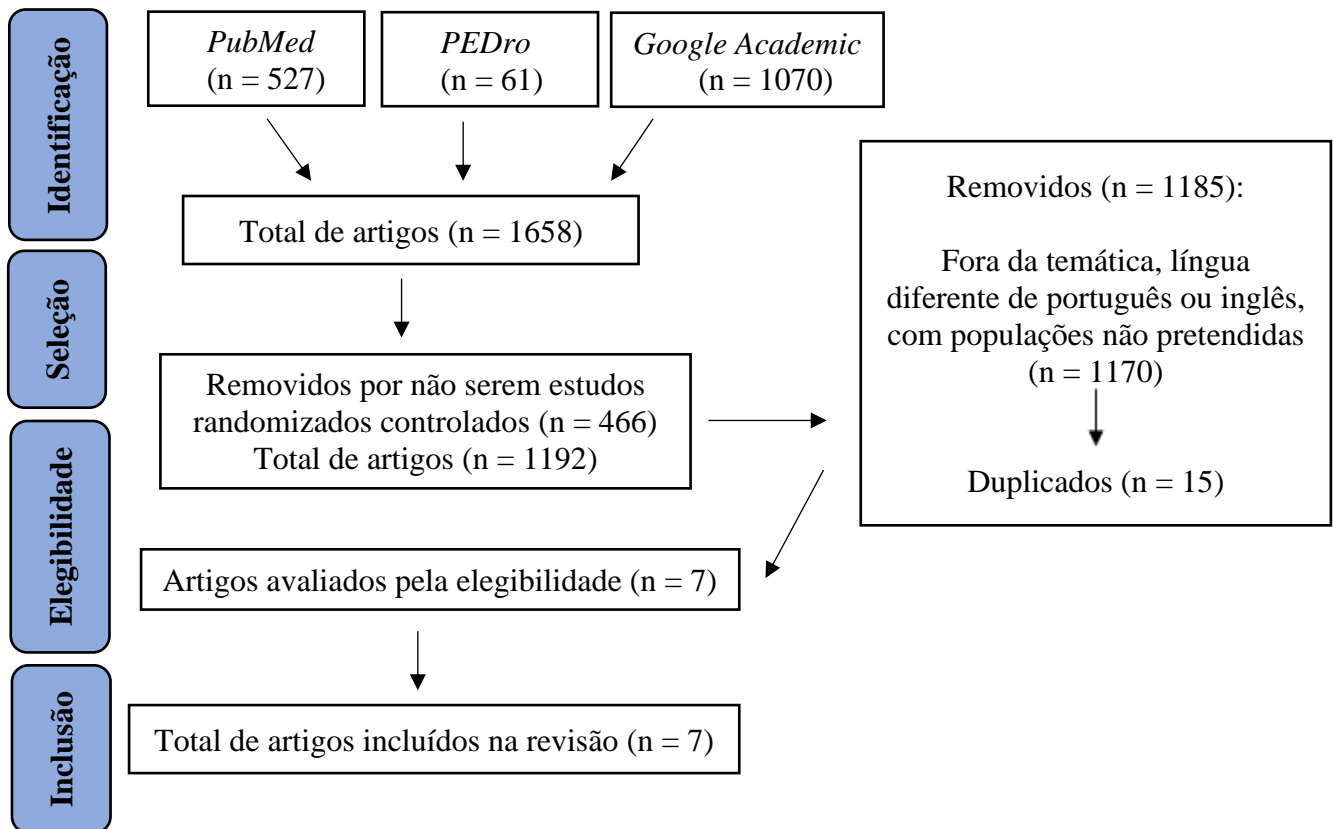 Identificação
PubMed
(n = 527)
PEDro
(n = 61)
Google Academic
(n = 1070)
Total de artigos (n = 1658)
Seleção
Removidos por não serem estudos
randomizados controlados (n = 466)
Total de artigos (n = 1192)
Removidos (n = 1185):
Fora da temática, língua
diferente de português ou inglês,
com populações não pretendidas
(n = 1170)
Duplicados (n = 15)
Elegibilidade
Artigos avaliados pela elegibilidade (n = 7)
Inclusão
Total de artigos incluídos na revisão (n = 7)